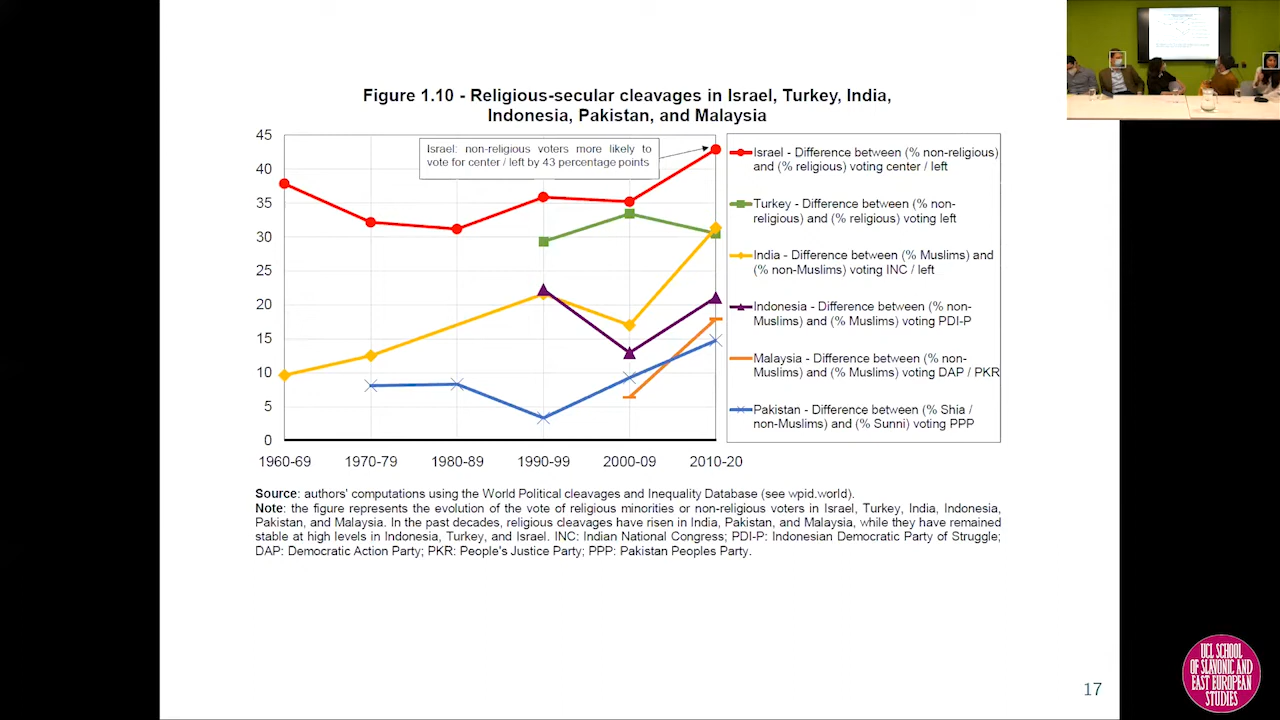 Figure 1.10 - Religious-secular cleavages in Israel, Turkey, India,
Indonesia, Pakistan, and Malaysia
45
40
35
30
25
20
15
10
5
0
Israel: non-religious voters more likely to
vote for center / left by 43 percentage points
1960-69
1970-79
1980-89
1990-99
2000-09
2010-20
Israel - Difference between (% non-religious)
and (% religious) voting center / left
Turkey - Difference between (% non-
religious) and (% religious) voting left
India - Difference between (% Muslims) and
(% non-Muslims) voting INC / left
Indonesia - Difference between (% non-
Muslims) and (% Muslims) voting PDI-P
Malaysia - Difference between (% non-
Muslims) and (% Muslims) voting DAP / PKR
Pakistan - Difference between (% Shia /
non-Muslims) and (% Sunni) voting PPP
Source: authors' computations using the World Political cleavages and Inequality Database (see wpid.world).
Note: the figure represents the evolution of the vote of religious minorities or non-religious voters in Israel, Turkey, India, Indonesia,
Pakistan, and Malaysia. In the past decades, religious cleavages have risen in India, Pakistan, and Malaysia, while they have remained
stable at high levels in Indonesia, Turkey, and Israel. INC: Indian National Congress; PDI-P: Indonesian Democratic Party of Struggle;
DAP: Democratic Action Party; PKR: People's Justice Party; PPP: Pakistan Peoples Party.
17
UCL SCHOOL
OF SLAVONIC AND
EAST EUROPEAN
STUDIES